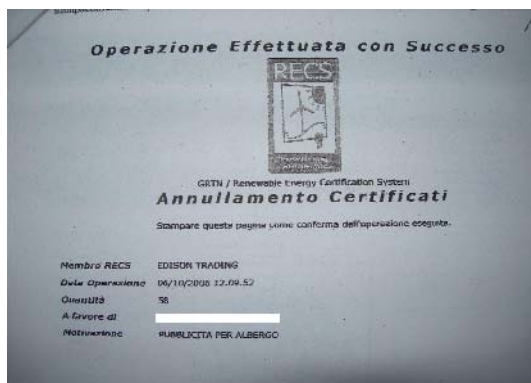 Operazione Effettuata con Successo
RECS
GRTN / Renewable Energy Certification System
Annullamento Certificati
Stampare questa pagina come conferma dell'operazione eseguita.
Membro RECS EDISON TRADING
Data Operazione 06/10/2006 12.09.52
Quantità 58
A favore di
Motivazione PUBBLICITA PER ALBERGO